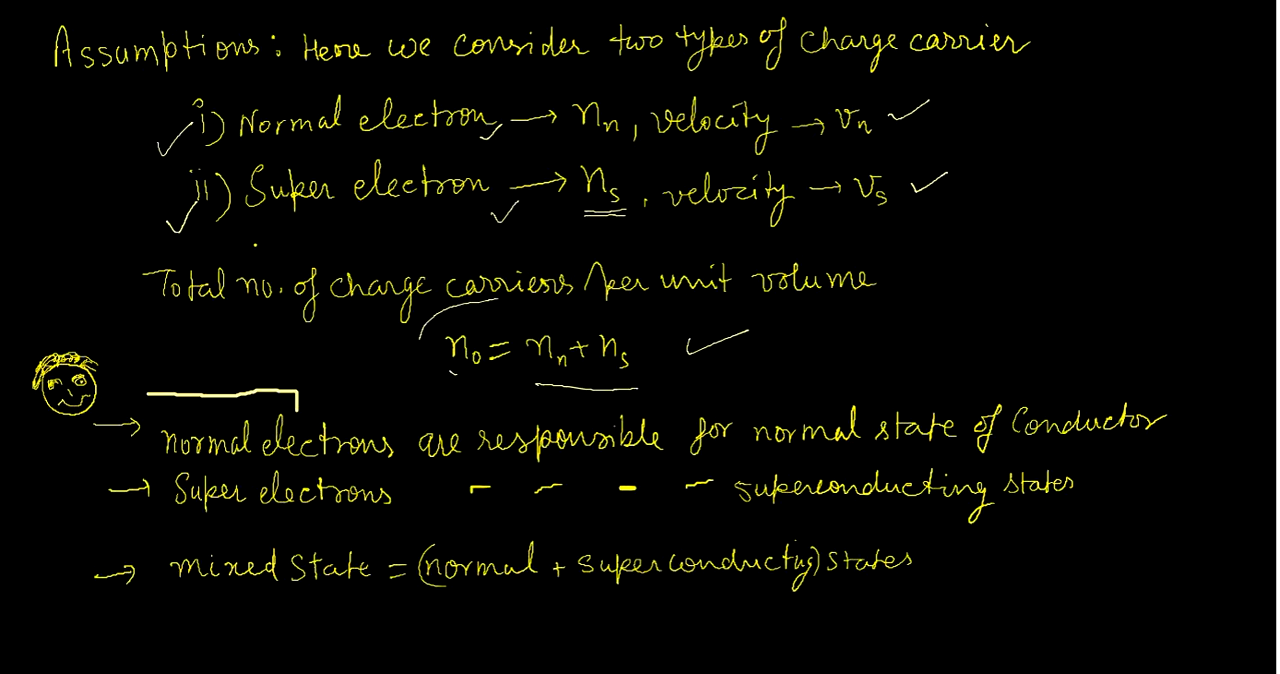 Assumptions: Here we consider two types of charge carrier
i) Normal electron, → nₙ, velocity → vₙ
ii) Super electron → nₛ, velocity → vₛ
Total no. of charge carriers / per unit volume
n₀ = nₙ + nₛ
→ normal electrons are responsible for normal state of Conductor
→ Super electrons - - - - superconducting states
→ mixed State = (normal + superconducting) states